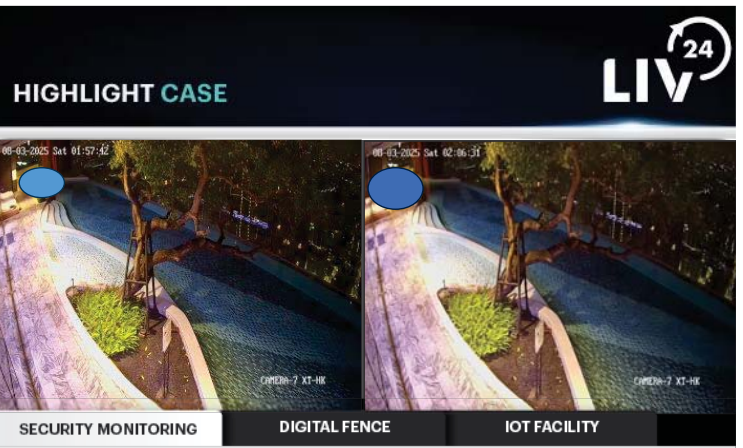 24
LIV
HIGHLIGHT CASE
08-03-2025 Sat 01:57:42
08-03-2025 Sat 02:06:31
CAMERA-7 XT-HK
CAMERA-7 XT-HK
SECURITY MONITORING
DIGITAL FENCE
IOT FACILITY